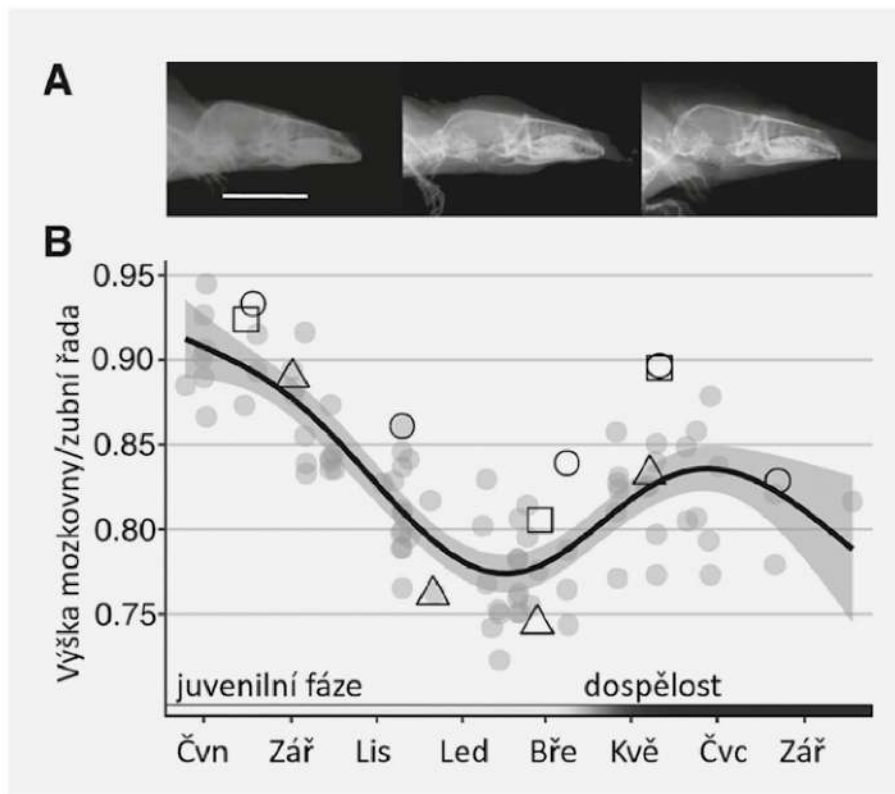 A
B
Výška mozkovny/zubní řada
0.95
0.90
0.85
0.80
0.75
juvenilní fáze dospělost
Čvn Zář Lis Led Bře Kvě Čvc Zář